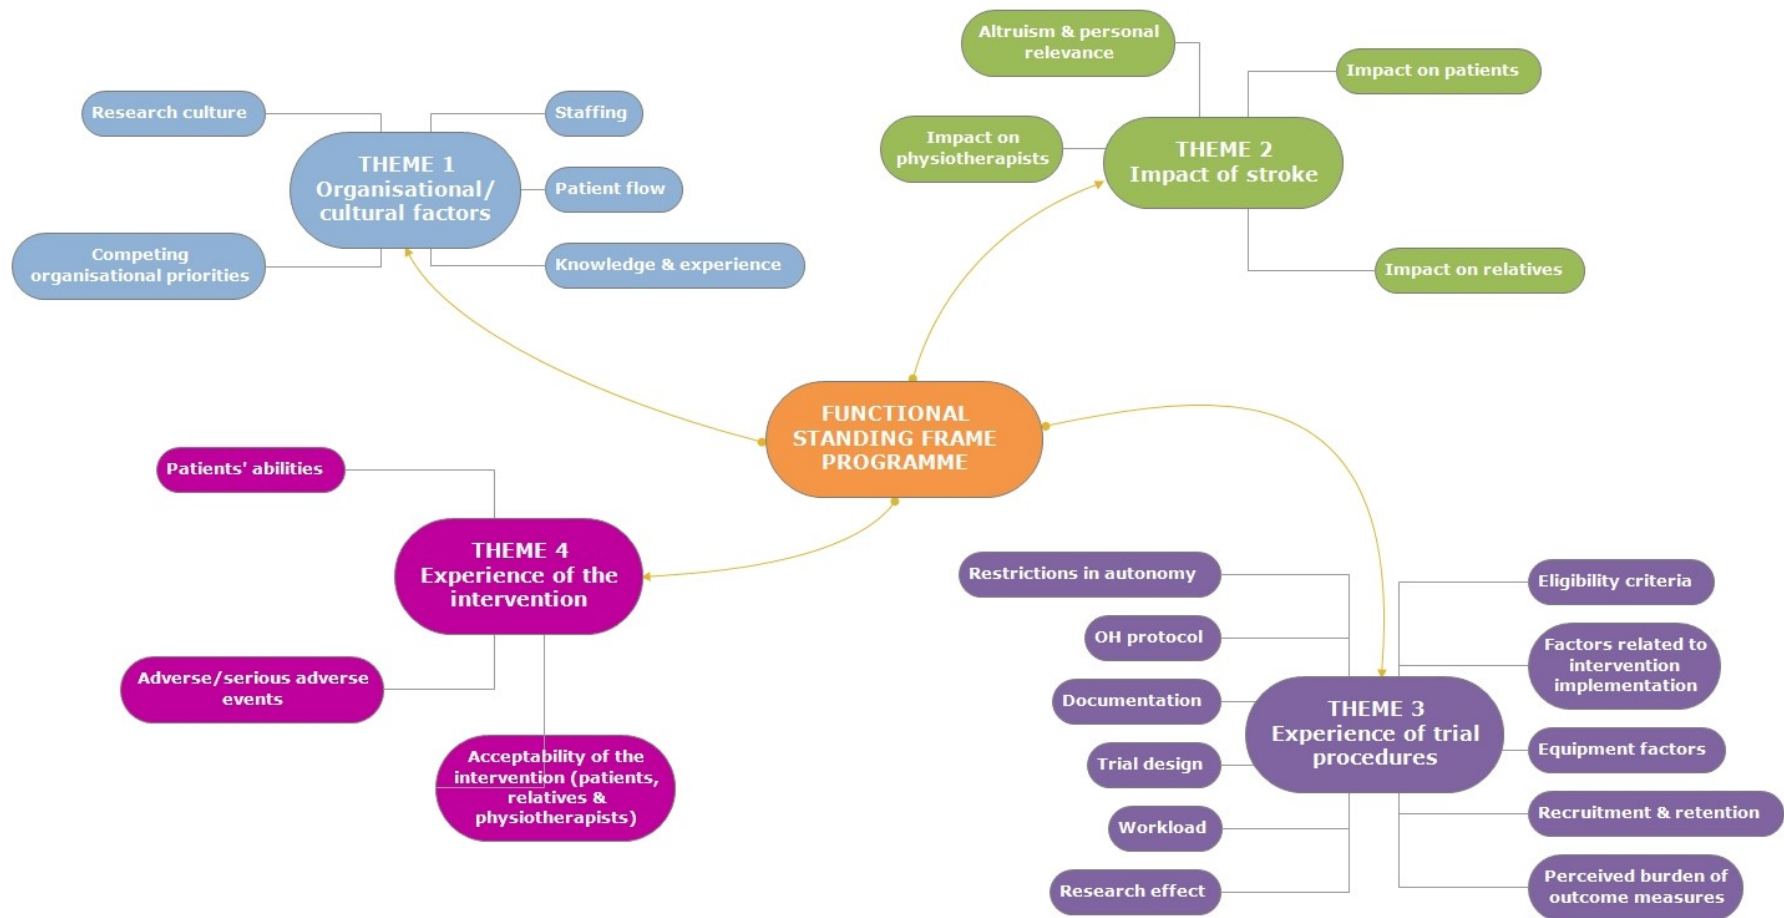 Altruism & personal
relevance
Impact on patients
Impact on
physiotherapists
THEME 2
Impact of stroke
Impact on relatives
Research culture
Staffing
THEME 1
Organisational/
cultural factors
Patient flow
Competing
organisational priorities
Knowledge & experience
FUNCTIONAL
STANDING FRAME
PROGRAMME
Patients' abilities
THEME 4
Experience of the
intervention
Adverse/serious adverse
events
Acceptability of the
intervention (patients,
relatives &
physiotherapists)
Restrictions in autonomy
OH protocol
Documentation
Trial design
Workload
Research effect
THEME 3
Experience of trial
procedures
Eligibility criteria
Factors related to
intervention
implementation
Equipment factors
Recruitment & retention
Perceived burden of
outcome measures